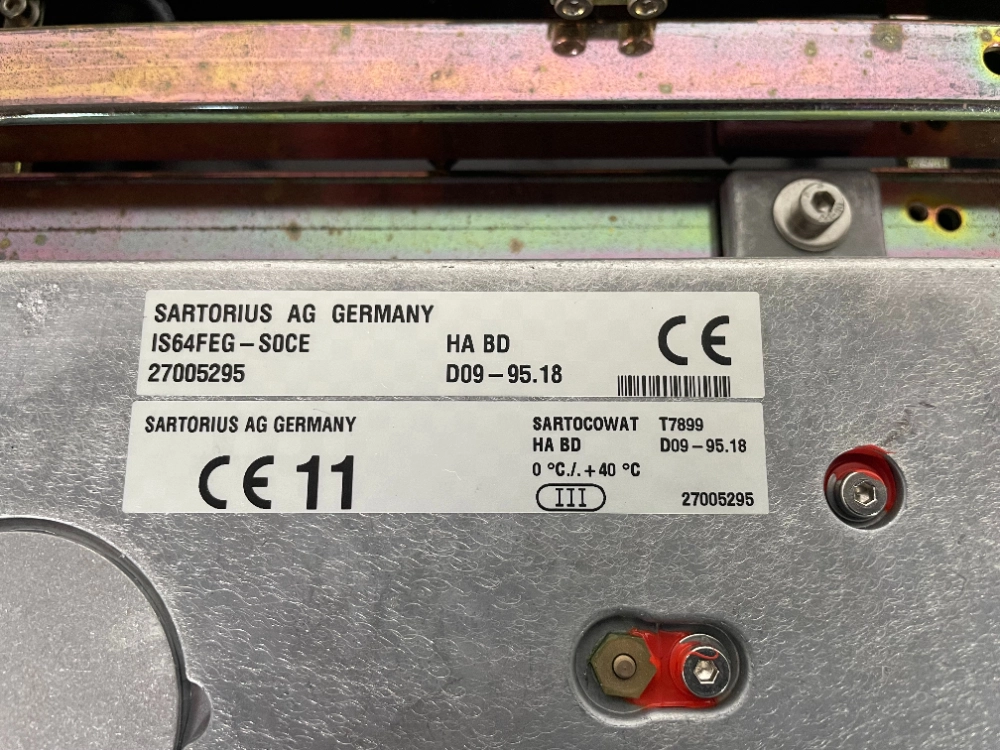 SARTORIUS AG GERMANY
IS64FEG-S0CE HA BD
27005295 D09-95.18
CE
SARTORIUS AG GERMANY
CE 11
SARTOCOWAT T7899
HA BD D09-95.18
0 °C./.+40 °C
III 27005295